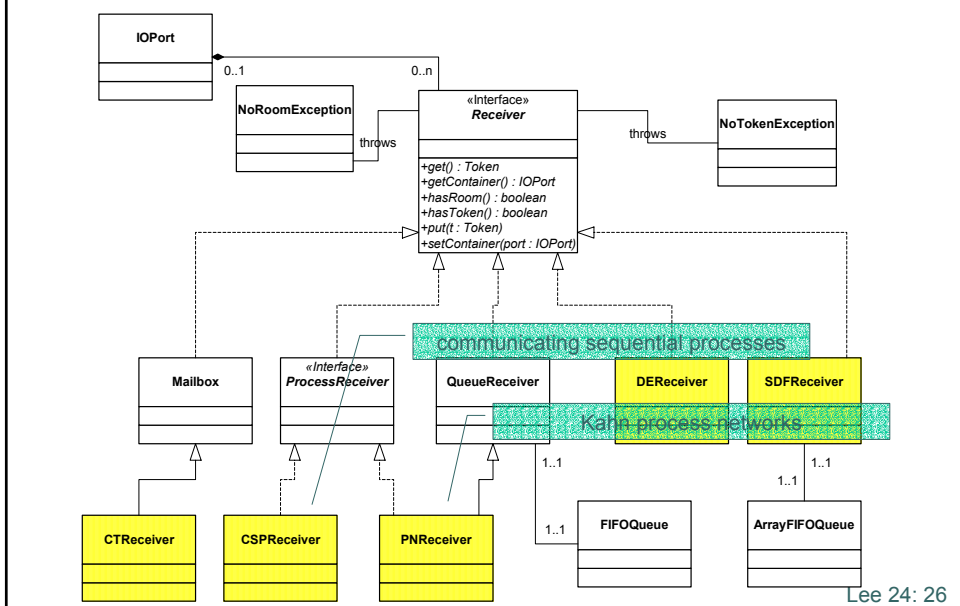 IOPort
0..1
0..n
NoRoomException
throws
«Interface»
Receiver
+get() : Token
+getContainer() : IOPort
+hasRoom() : boolean
+hasToken() : boolean
+put(t : Token)
+setContainer(port : IOPort)
throws
NoTokenException
communicating sequential processes
Mailbox
«Interface»
ProcessReceiver
QueueReceiver
DEReceiver
SDFReceiver
Kahn process networks
1..1
1..1
1..1
1..1
CTReceiver
CSPReceiver
PNReceiver
FIFOQueue
ArrayFIFOQueue
Lee 24: 26